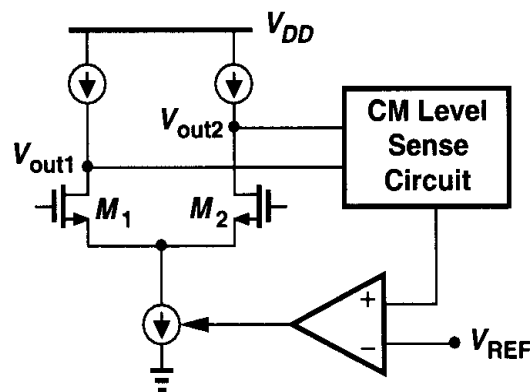 V_DD
V_out2
V_out1
CM Level
Sense
Circuit
M_1
M_2
+
−
V_REF